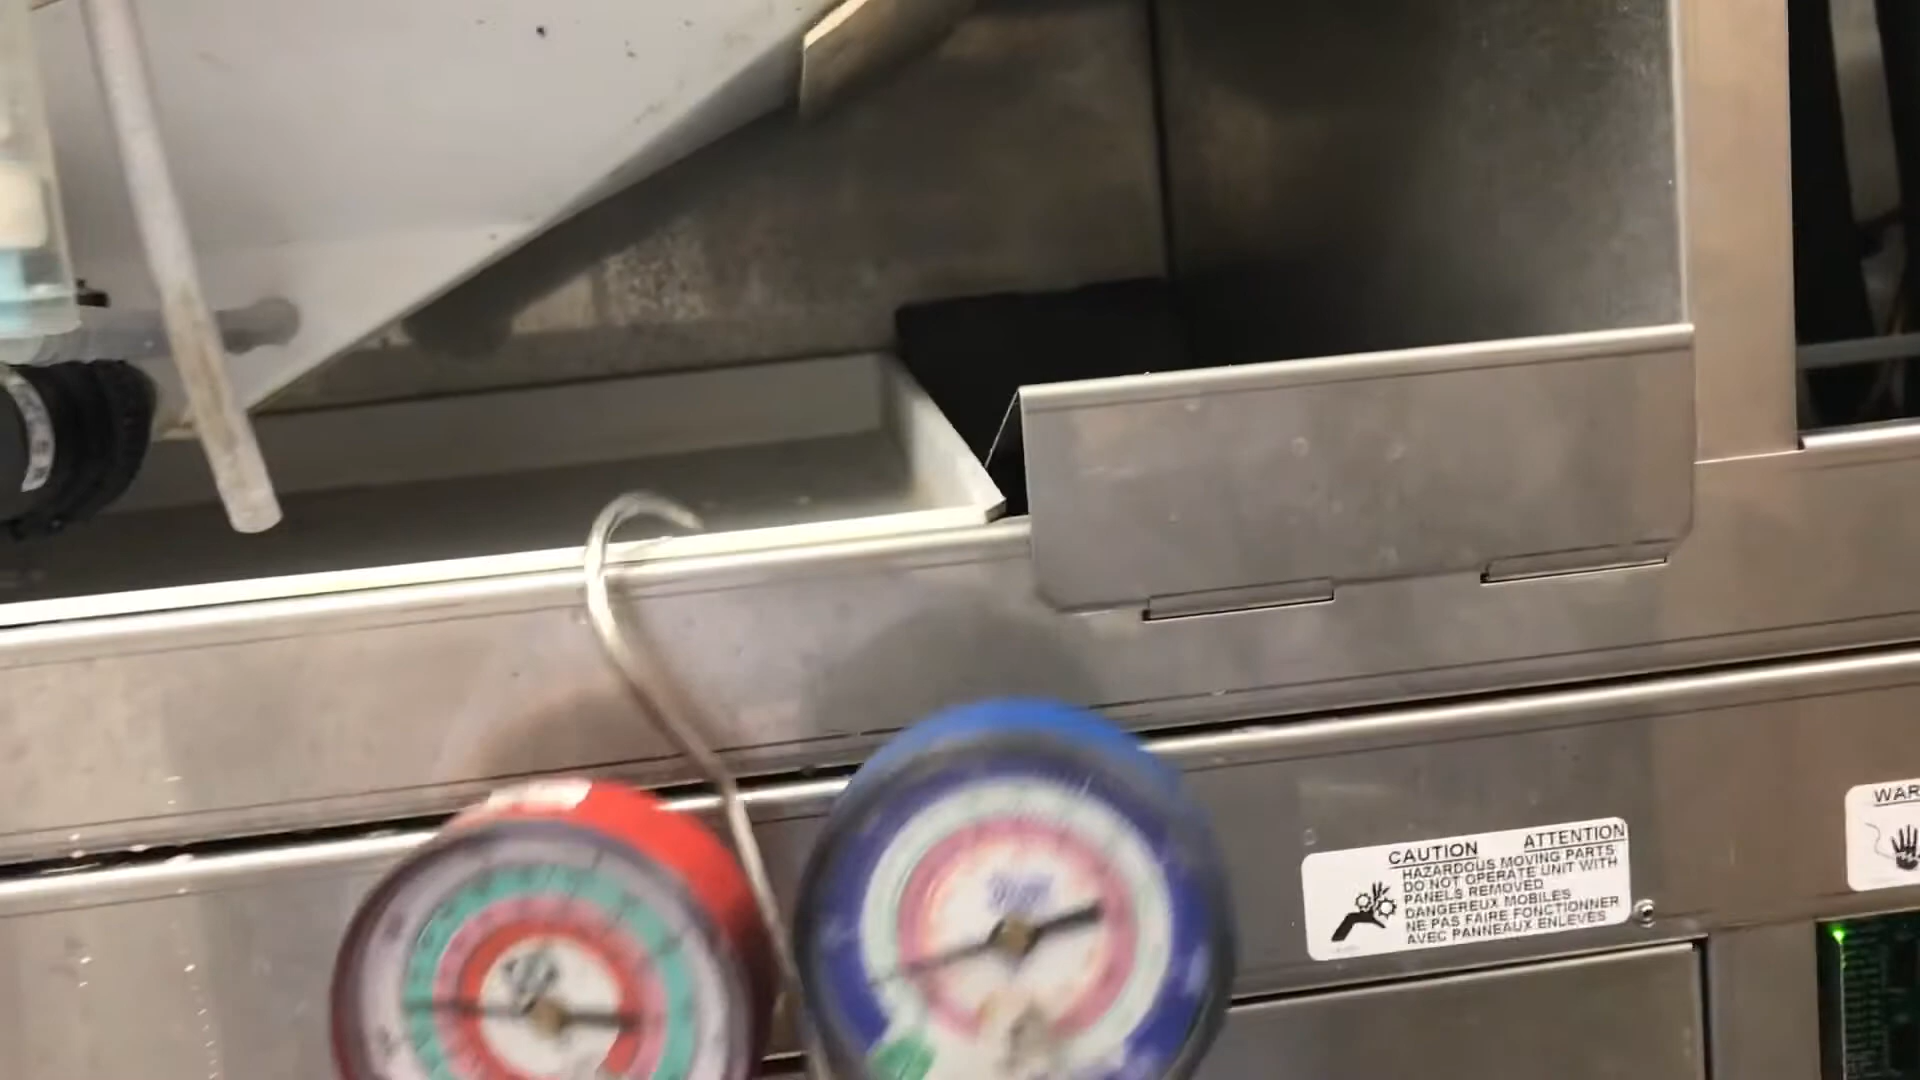 CAUTION ATTENTION
HAZARDOUS MOVING PARTS
DO NOT OPERATE UNIT WITH
PANELS REMOVED
DANGEREUX MOBILES
NE PAS FAIRE FONCTIONNER
AVEC PANNEAUX ENLEVES
WAR